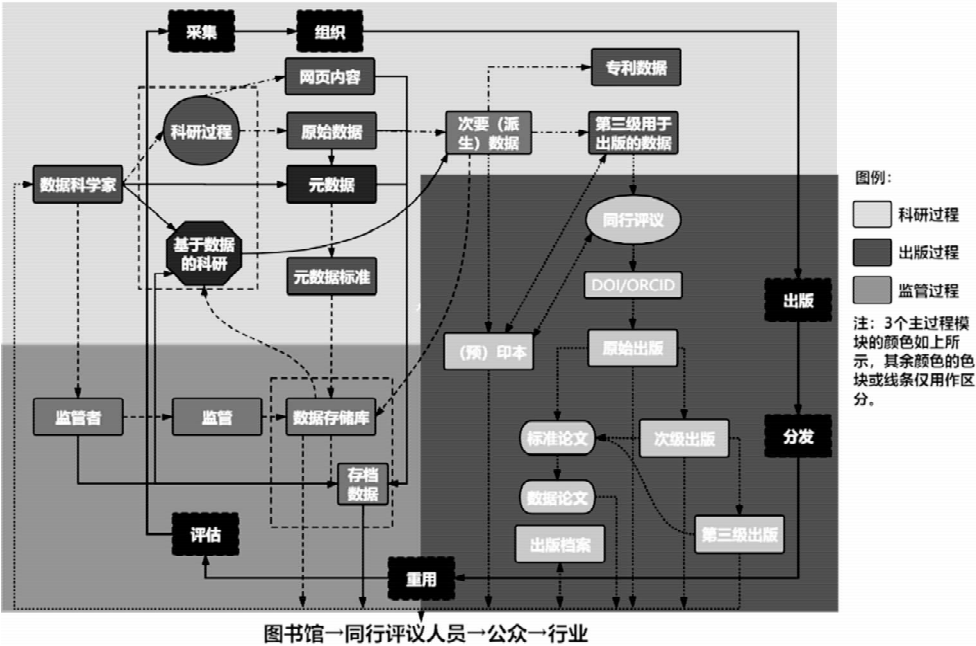 采集
组织
网页内容
专利数据
科研过程
原始数据
次要（派
生）数据
第三级用于
出版的数据
数据科学家
元数据
同行评议
基于数据
的科研
元数据标准
DOI/ORCID
出版
（预）印本
原始出版
监管者
监管
数据存储库
标准论文
次级出版
分发
存档
数据
数据论文
评估
出版档案
第三级出版
重用
图书馆→同行评议人员→公众→行业
图例：
科研过程
出版过程
监管过程
注：3个主过程模
块的颜色如上所
示，其余颜色的色
块或线条仅用作区
分。